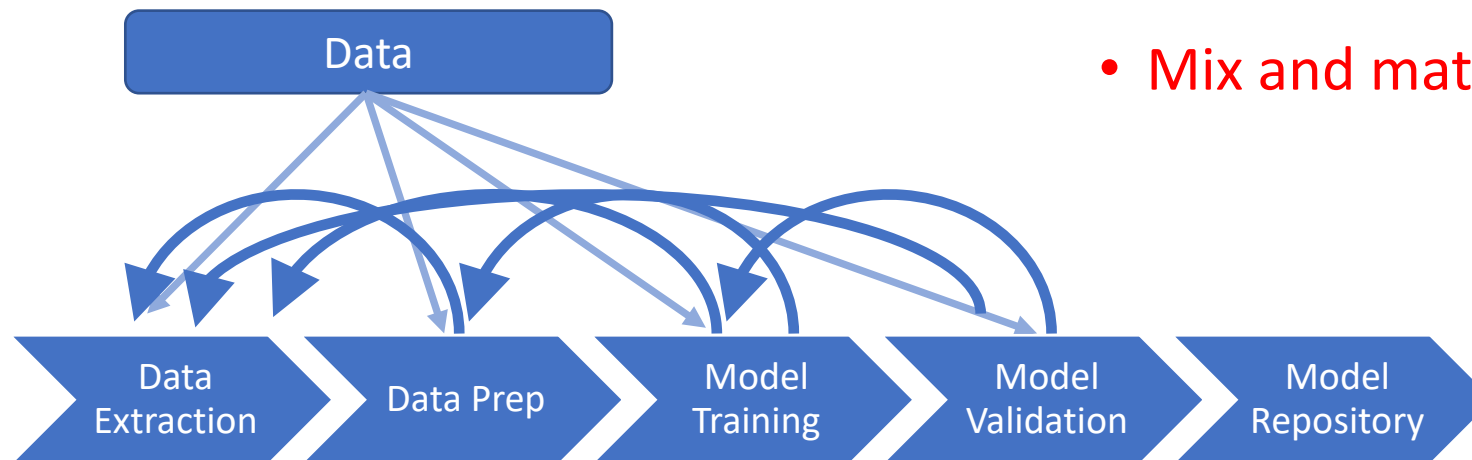 Data
• Mix and mat
Data
Extraction
Data Prep
Model
Training
Model
Validation
Model
Repository